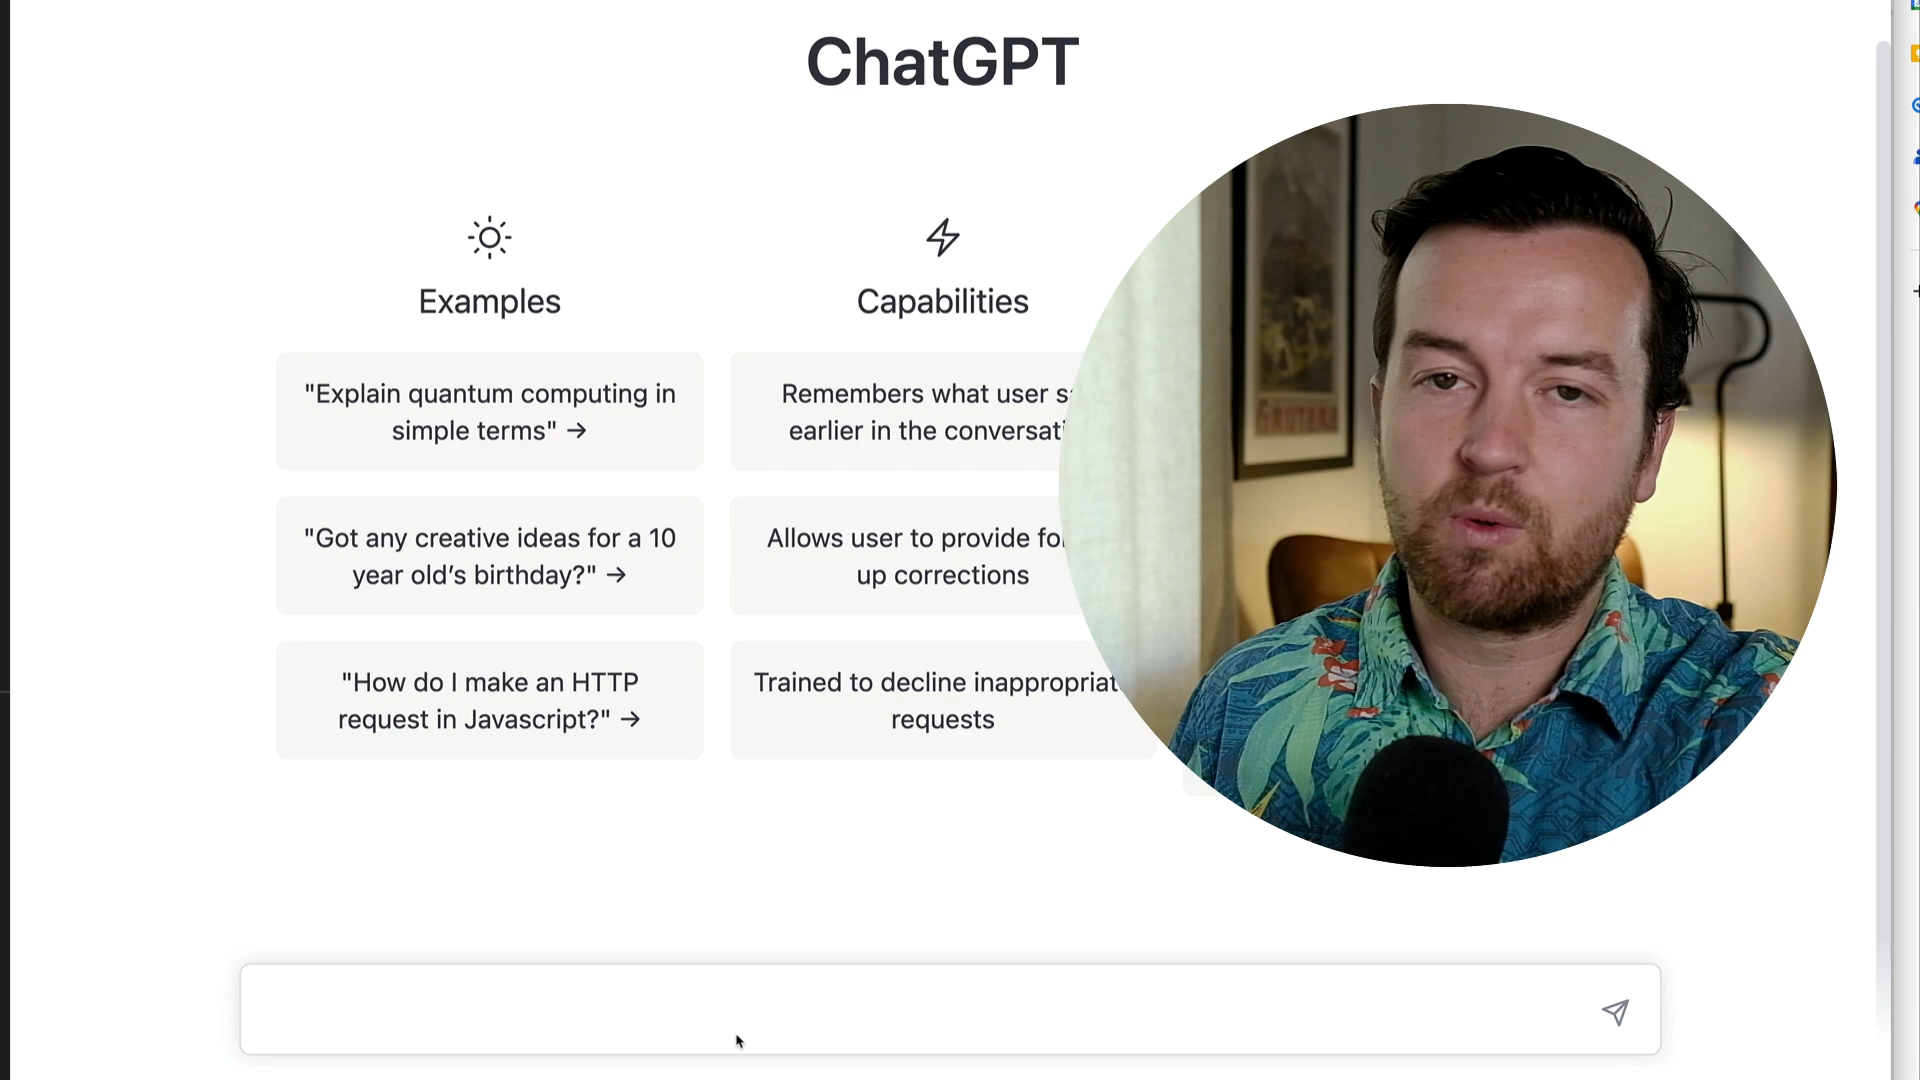 ChatGPT
Examples
"Explain quantum computing in
simple terms" →
"Got any creative ideas for a 10
year old's birthday?" →
"How do I make an HTTP
request in Javascript?" →
Capabilities
Remembers what user
earlier in the
Allows user to provide
up corrections
Trained to decline
requests